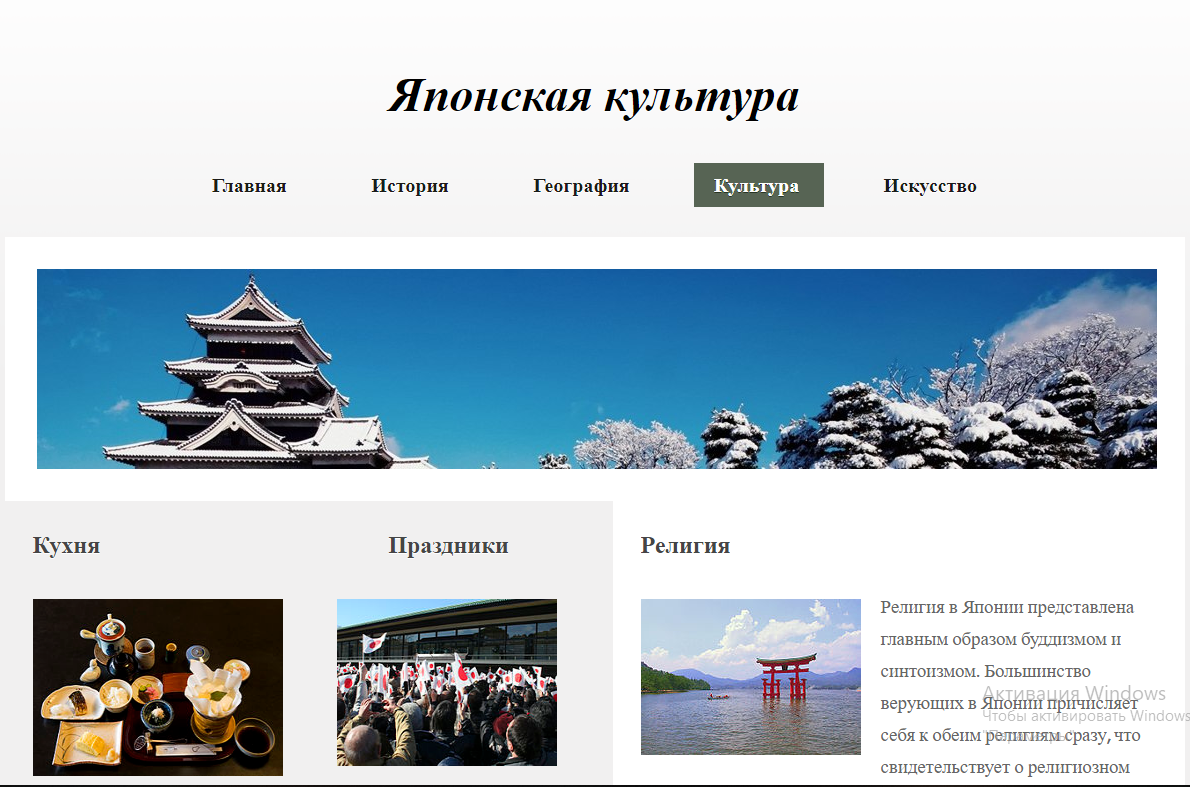 Японская культура
Главная История География Культура Искусство
Кухня
Праздники
Религия
Религия в Японии представлена
главным образом буддизмом и
синтоизмом. Большинство
верующих в Японии причисляет
себя к обеим религиям сразу, что
свидетельствует о религиозном
Активация Windows
Чтобы активировать Windows